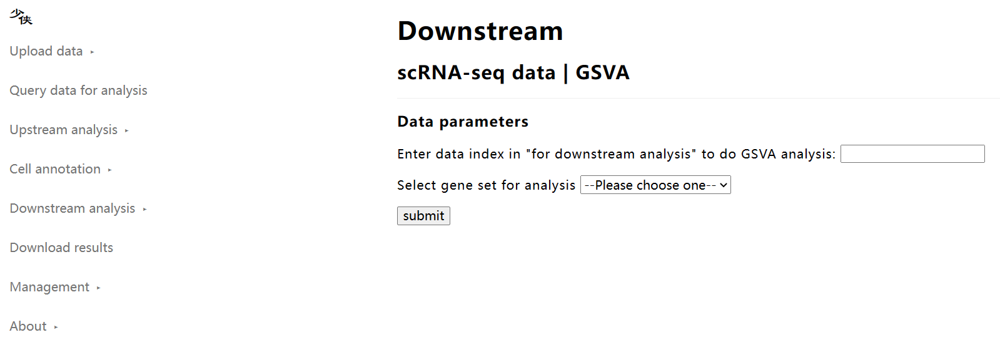 少侠
Upload data ▸
Query data for analysis
Upstream analysis ▸
Cell annotation ▸
Downstream analysis ▸
Download results
Management ▸
About ▸
Downstream
scRNA-seq data | GSVA
Data parameters
Enter data index in "for downstream analysis" to do GSVA analysis:
Select gene set for analysis --Please choose one--
submit